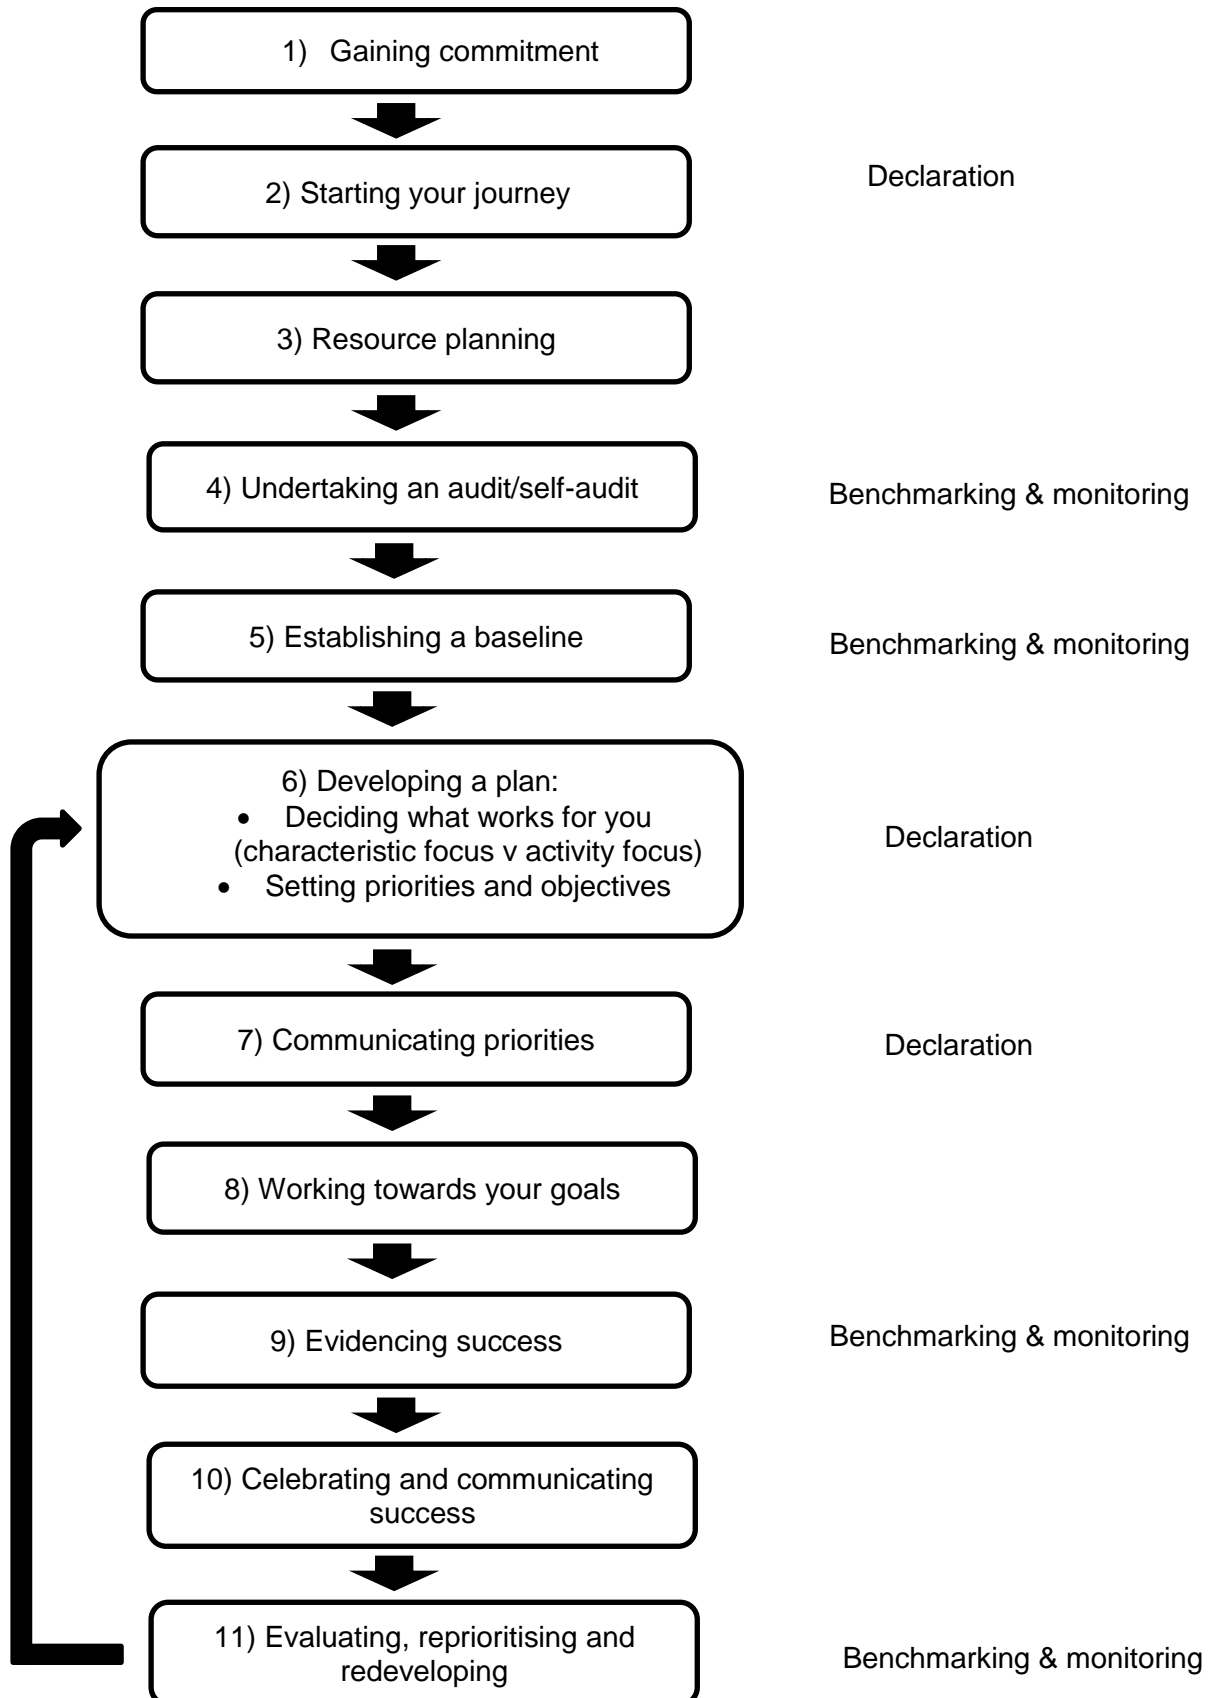 1) Gaining commitment
2) Starting your journey
Declaration
3) Resource planning
4) Undertaking an audit/self-audit
Benchmarking & monitoring
5) Establishing a baseline
Benchmarking & monitoring
6) Developing a plan:
• Deciding what works for you
(characteristic focus v activity focus)
• Setting priorities and objectives
Declaration
7) Communicating priorities
Declaration
8) Working towards your goals
9) Evidencing success
Benchmarking & monitoring
10) Celebrating and communicating
success
11) Evaluating, reprioritising and
redeveloping
Benchmarking & monitoring